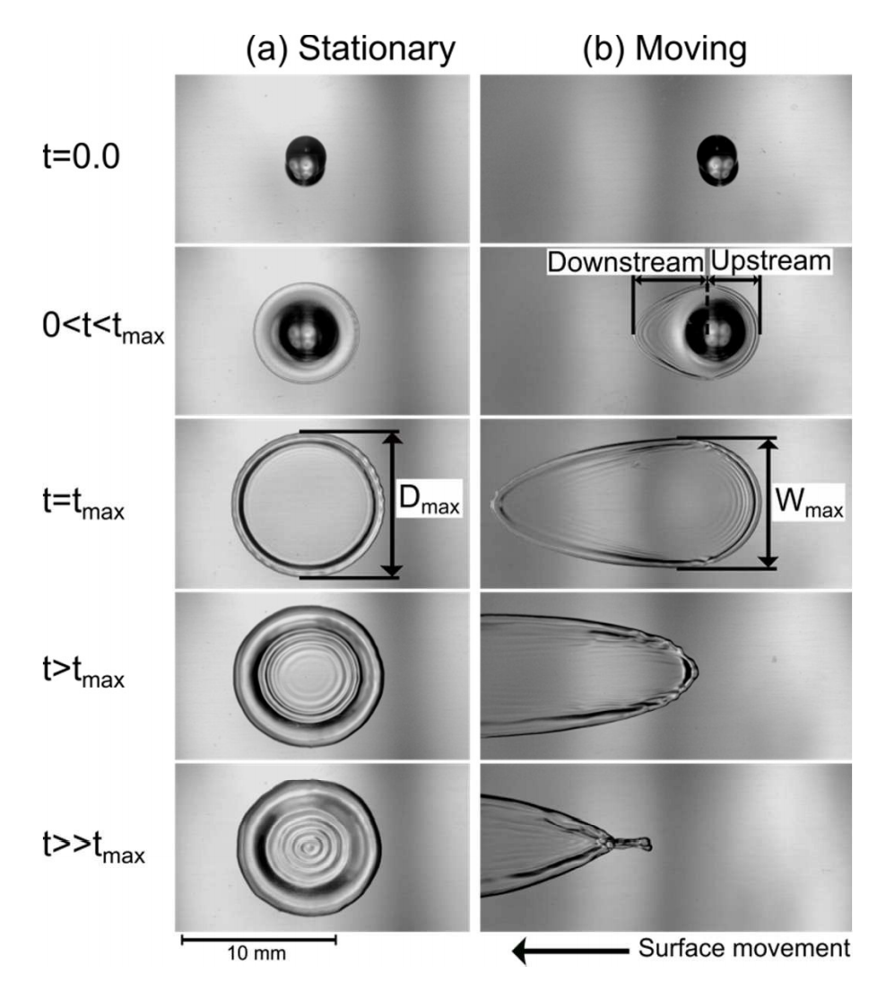 (a) Stationary
(b) Moving
t=0.0
0<t<tmax
Downstream
Upstream
t=tmax
Dmax
Wmax
t>tmax
t>>tmax
10 mm
Surface movement